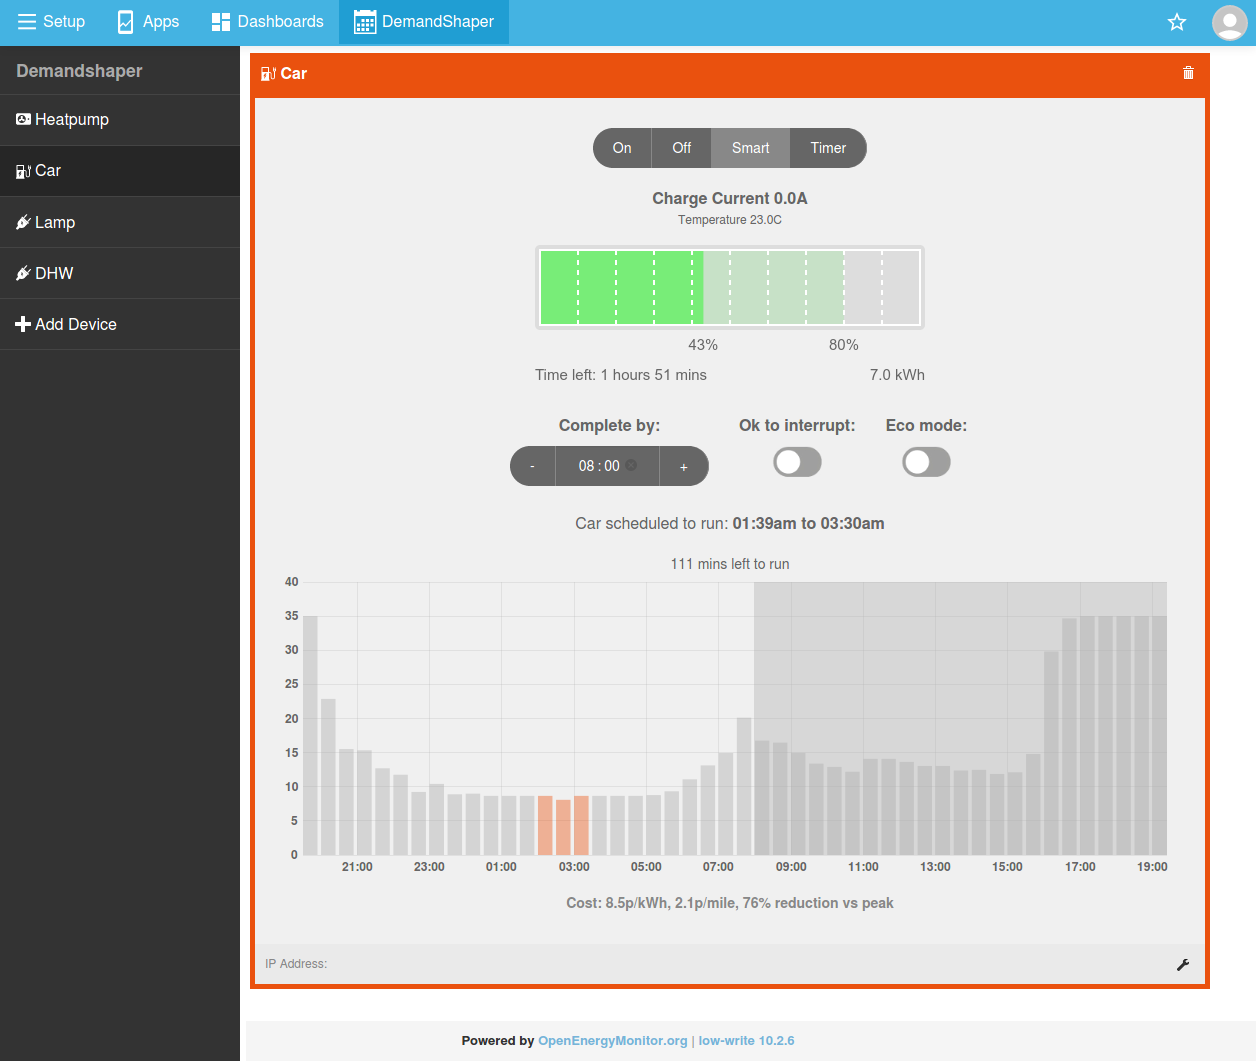 Setup Apps Dashboards DemandShaper
Demandshaper
Heatpump
Car
Lamp
DHW
Add Device
Car
On Off Smart Timer
Charge Current 0.0A
Temperature 23.0C
43% 80%
Time left: 1 hours 51 mins 7.0 kWh
Complete by: Ok to interrupt: Eco mode:
- 08 : 00 +
Car scheduled to run: 01:39am to 03:30am
111 mins left to run
40
35
30
25
20
15
10
5
0
21:00 23:00 01:00 03:00 05:00 07:00 09:00 11:00 13:00 15:00 17:00 19:00
Cost: 8.5p/kWh, 2.1p/mile, 76% reduction vs peak
IP Address:
Powered by OpenEnergyMonitor.org | low-write 10.2.6